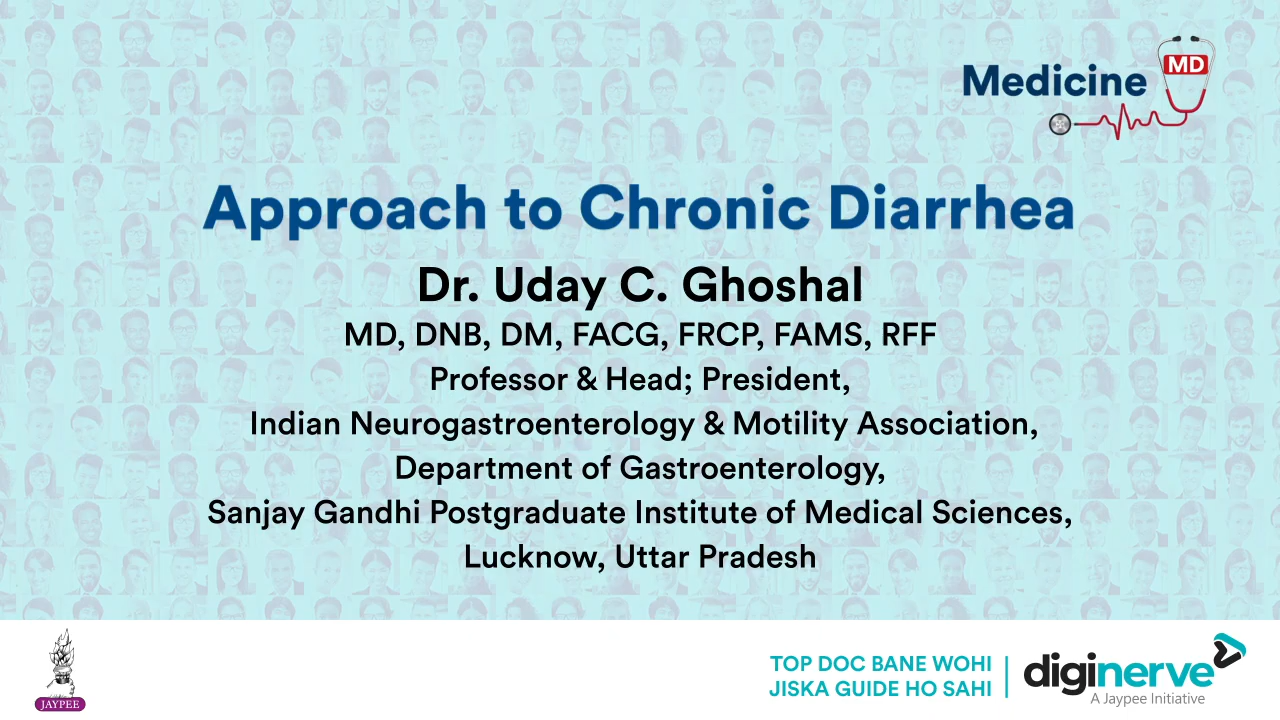 Medicine MD
Approach to Chronic Diarrhea
Dr. Uday C. Ghoshal
MD, DNB, DM, FACG, FRCP, FAMS, RFF
Professor & Head; President,
Indian Neurogastroenterology & Motility Association,
Department of Gastroenterology,
Sanjay Gandhi Postgraduate Institute of Medical Sciences,
Lucknow, Uttar Pradesh
JAYPEE
TOP DOC BANE WOHI
JISKA GUIDE HO SAHI
diginerve
A Jaypee Initiative